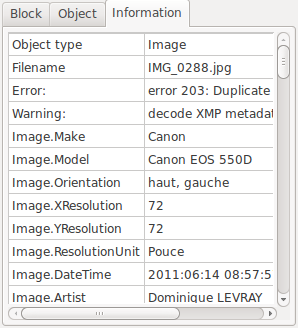 Block Object Information
Object type Image
Filename IMG_0288.jpg
Error: error 203: Duplicate
Warning: decode XMP metadat
Image.Make Canon
Image.Model Canon EOS 550D
Image.Orientation haut, gauche
Image.XResolution 72
Image.YResolution 72
Image.ResolutionUnit Pouce
Image.DateTime 2011:06:14 08:57:5
Image.Artist Dominique LEVRAY